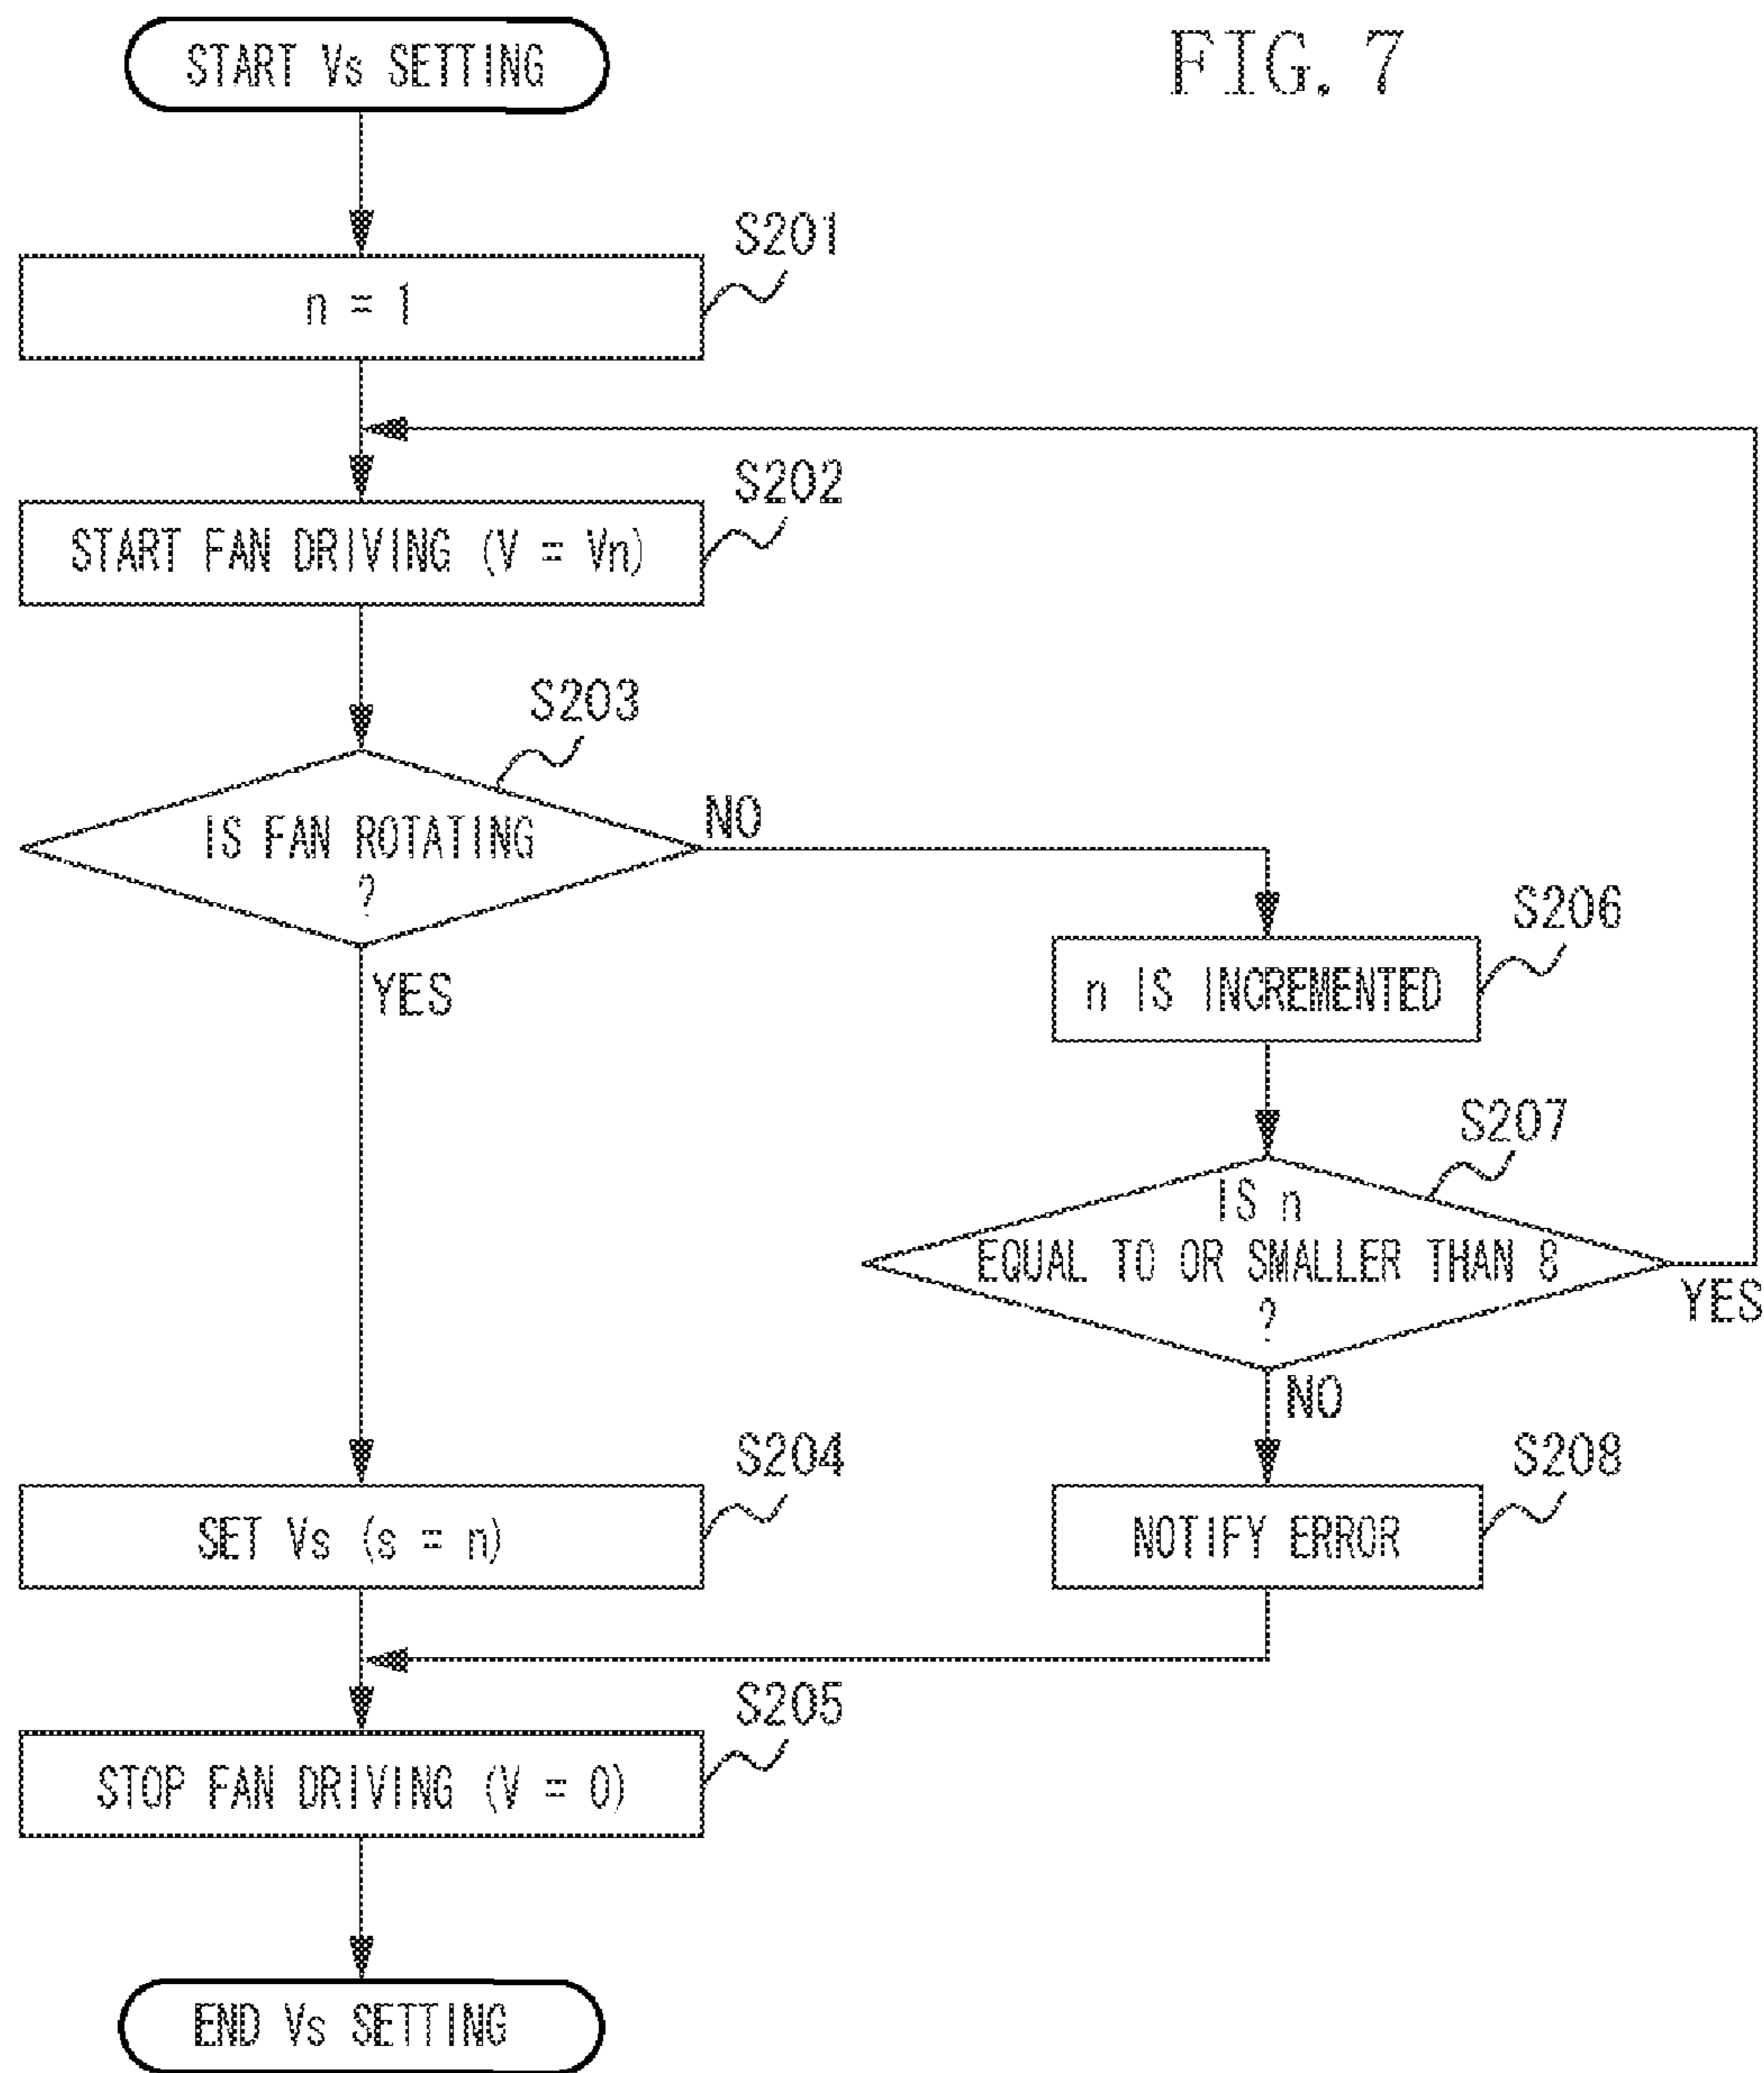 FIG. 7
START Vs SETTING
S201
n = 1
S202
START FAN DRIVING (V = Vn)
S203
IS FAN ROTATING
?
NO
YES
S206
n IS INCREMENTED
S207
IS n
EQUAL TO OR SMALLER THAN 8
?
YES
NO
S204
SET Vs (s = n)
S208
NOTIFY ERROR
S205
STOP FAN DRIVING (V = 0)
END Vs SETTING